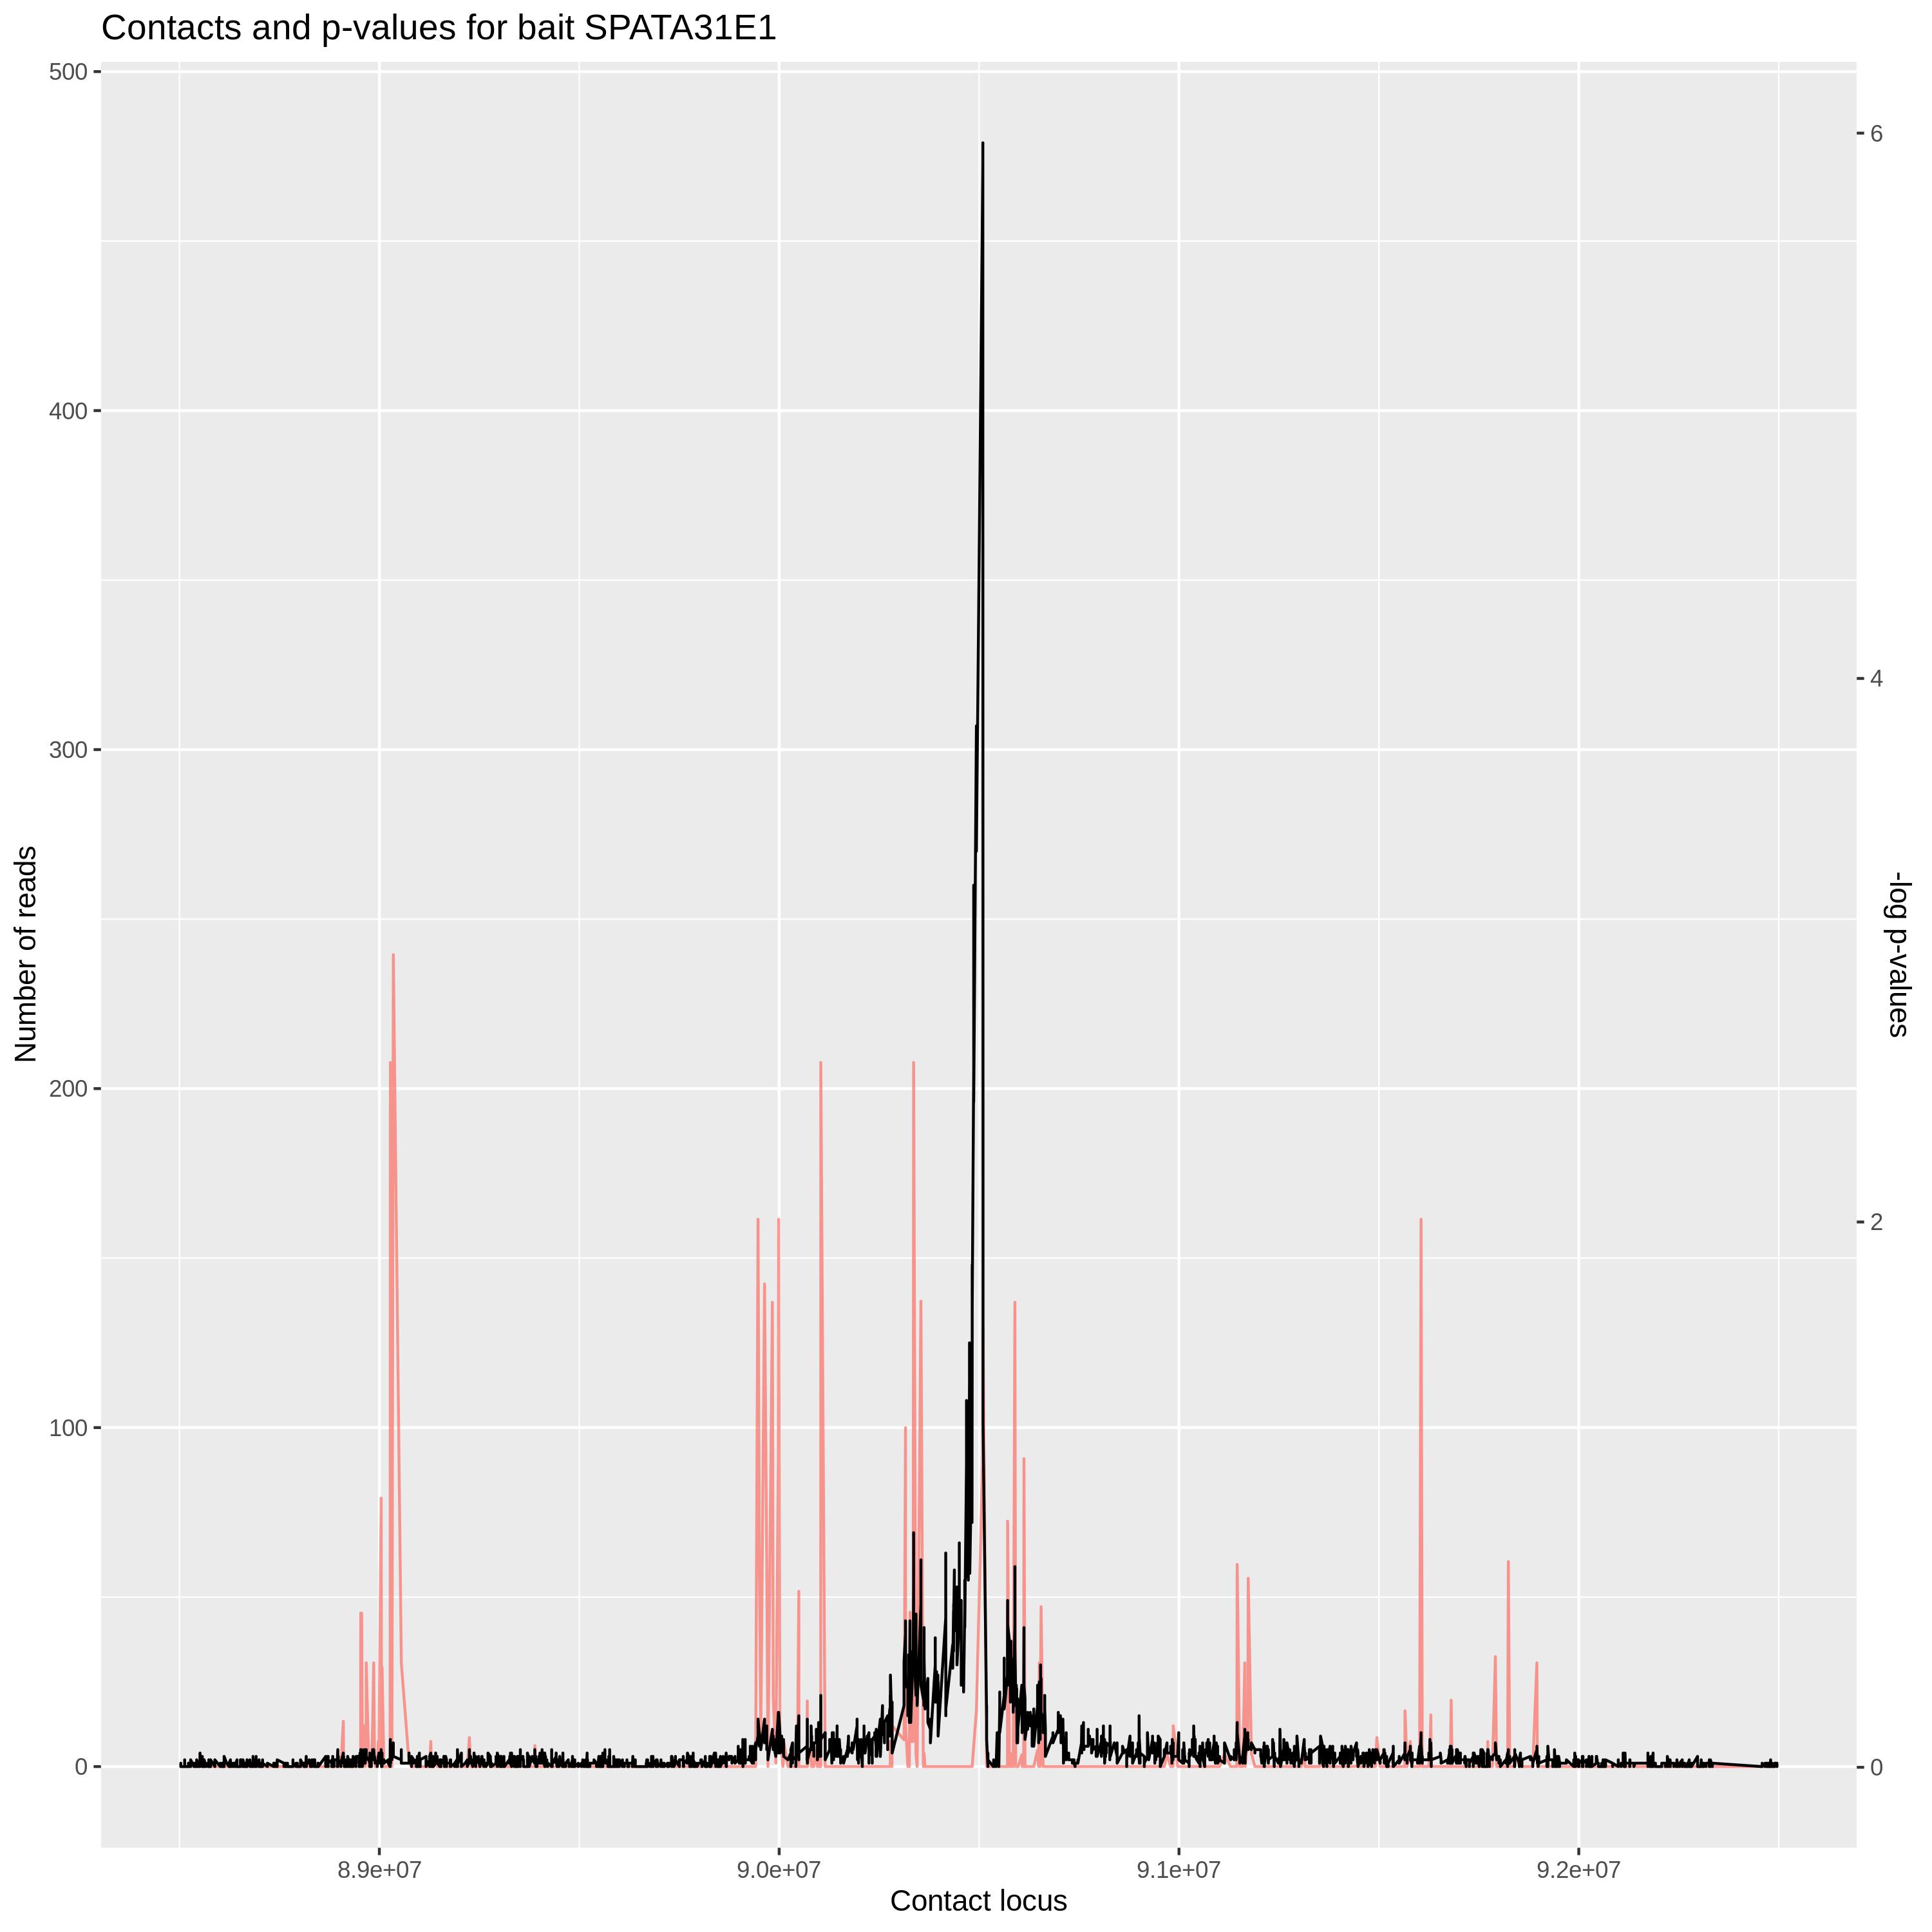 Contacts and p-values for bait SPATA31E1
500
400
300
200
100
0
Number of reads
6
4
2
0
-log p-values
8.9e+07
9.0e+07
9.1e+07
9.2e+07
Contact locus